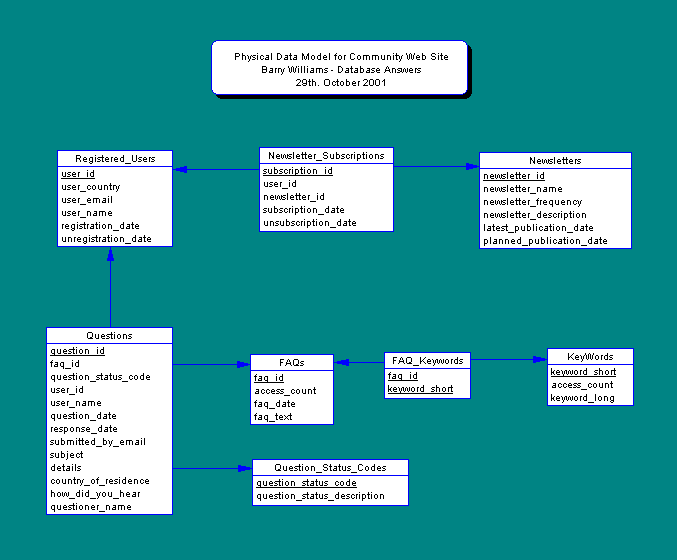 Physical Data Model for Community Web Site
Barry Williams - Database Answers
29th. October 2001
Registered_Users
user_id
user_country
user_email
user_name
registration_date
unregistration_date
Newsletter_Subscriptions
subscription_id
user_id
newsletter_id
subscription_date
unsubscription_date
Newsletters
newsletter_id
newsletter_name
newsletter_frequency
newsletter_description
latest_publication_date
planned_publication_date
Questions
question_id
faq_id
question_status_code
user_id
user_name
question_date
response_date
submitted_by_email
subject
details
country_of_residence
how_did_you_hear
questioner_name
FAQs
faq_id
access_count
faq_date
faq_text
FAQ_Keywords
faq_id
keyword_short
KeyWords
keyword_short
access_count
keyword_long
Question_Status_Codes
question_status_code
question_status_description